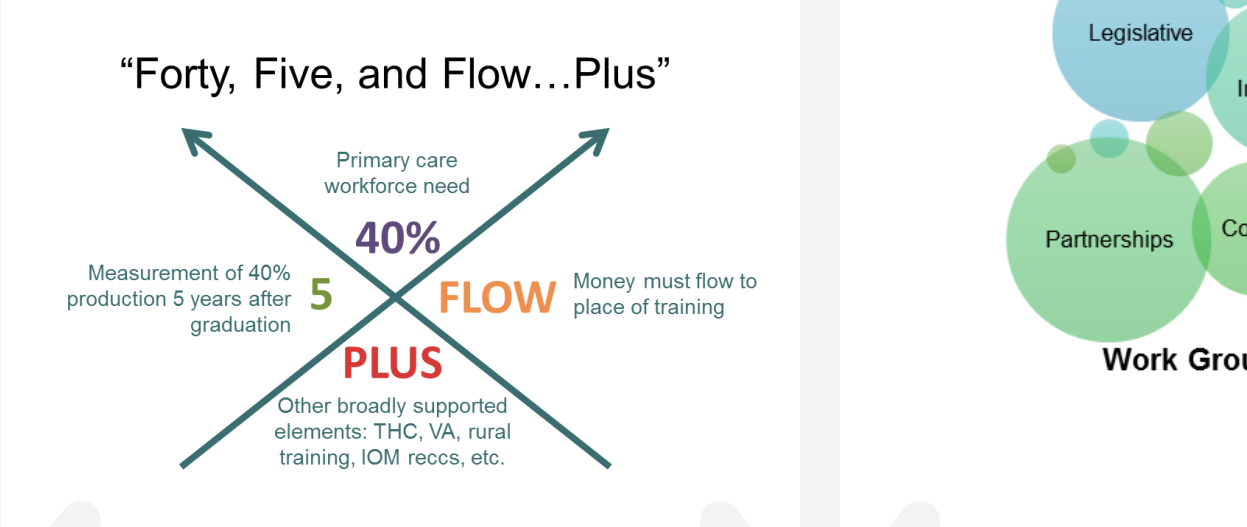 “Forty, Five, and Flow…Plus”
Primary care
workforce need
40%
Measurement of 40%
production 5 years after
graduation
5
FLOW
Money must flow to
place of training
PLUS
Other broadly supported
elements: THC, VA, rural
training, IOM reccs, etc.
Legislative
Partnerships
Work